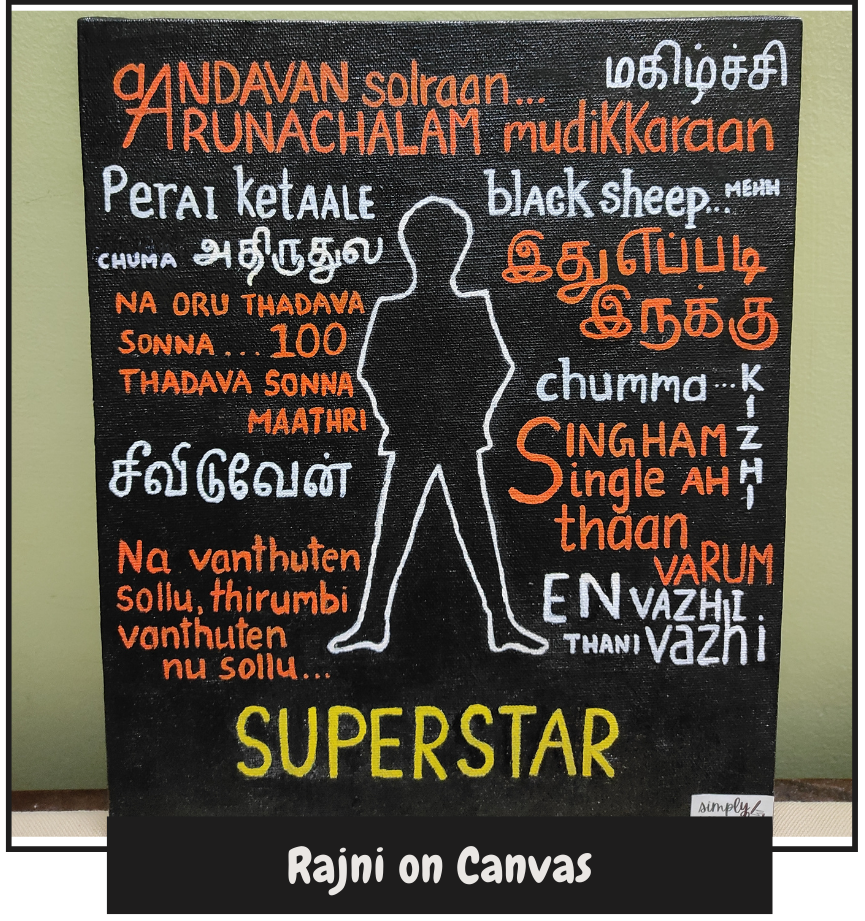 மகிழ்ச்சி
aANDAVAN solraan...
ARUNACHALAM mudiKKaraan
PerAI ketAALE
CHUMA அதிருதுல
NA ORU THADAVA
SONNA ... 100
THADAVA SONNA
MAATHRI
சீவிடுவேன்
Na vanthuten
sollu, thirumbi
vanthuten
nu sollu...
blACK sheep... MEHH
இது எப்படி
இருக்கு
chumma ... KIZHI
SINGHAM
Single AH
thaan
VARUM
EN VAZHI
THANI vazhi
SUPERSTAR
simply
Rajni on Canvas